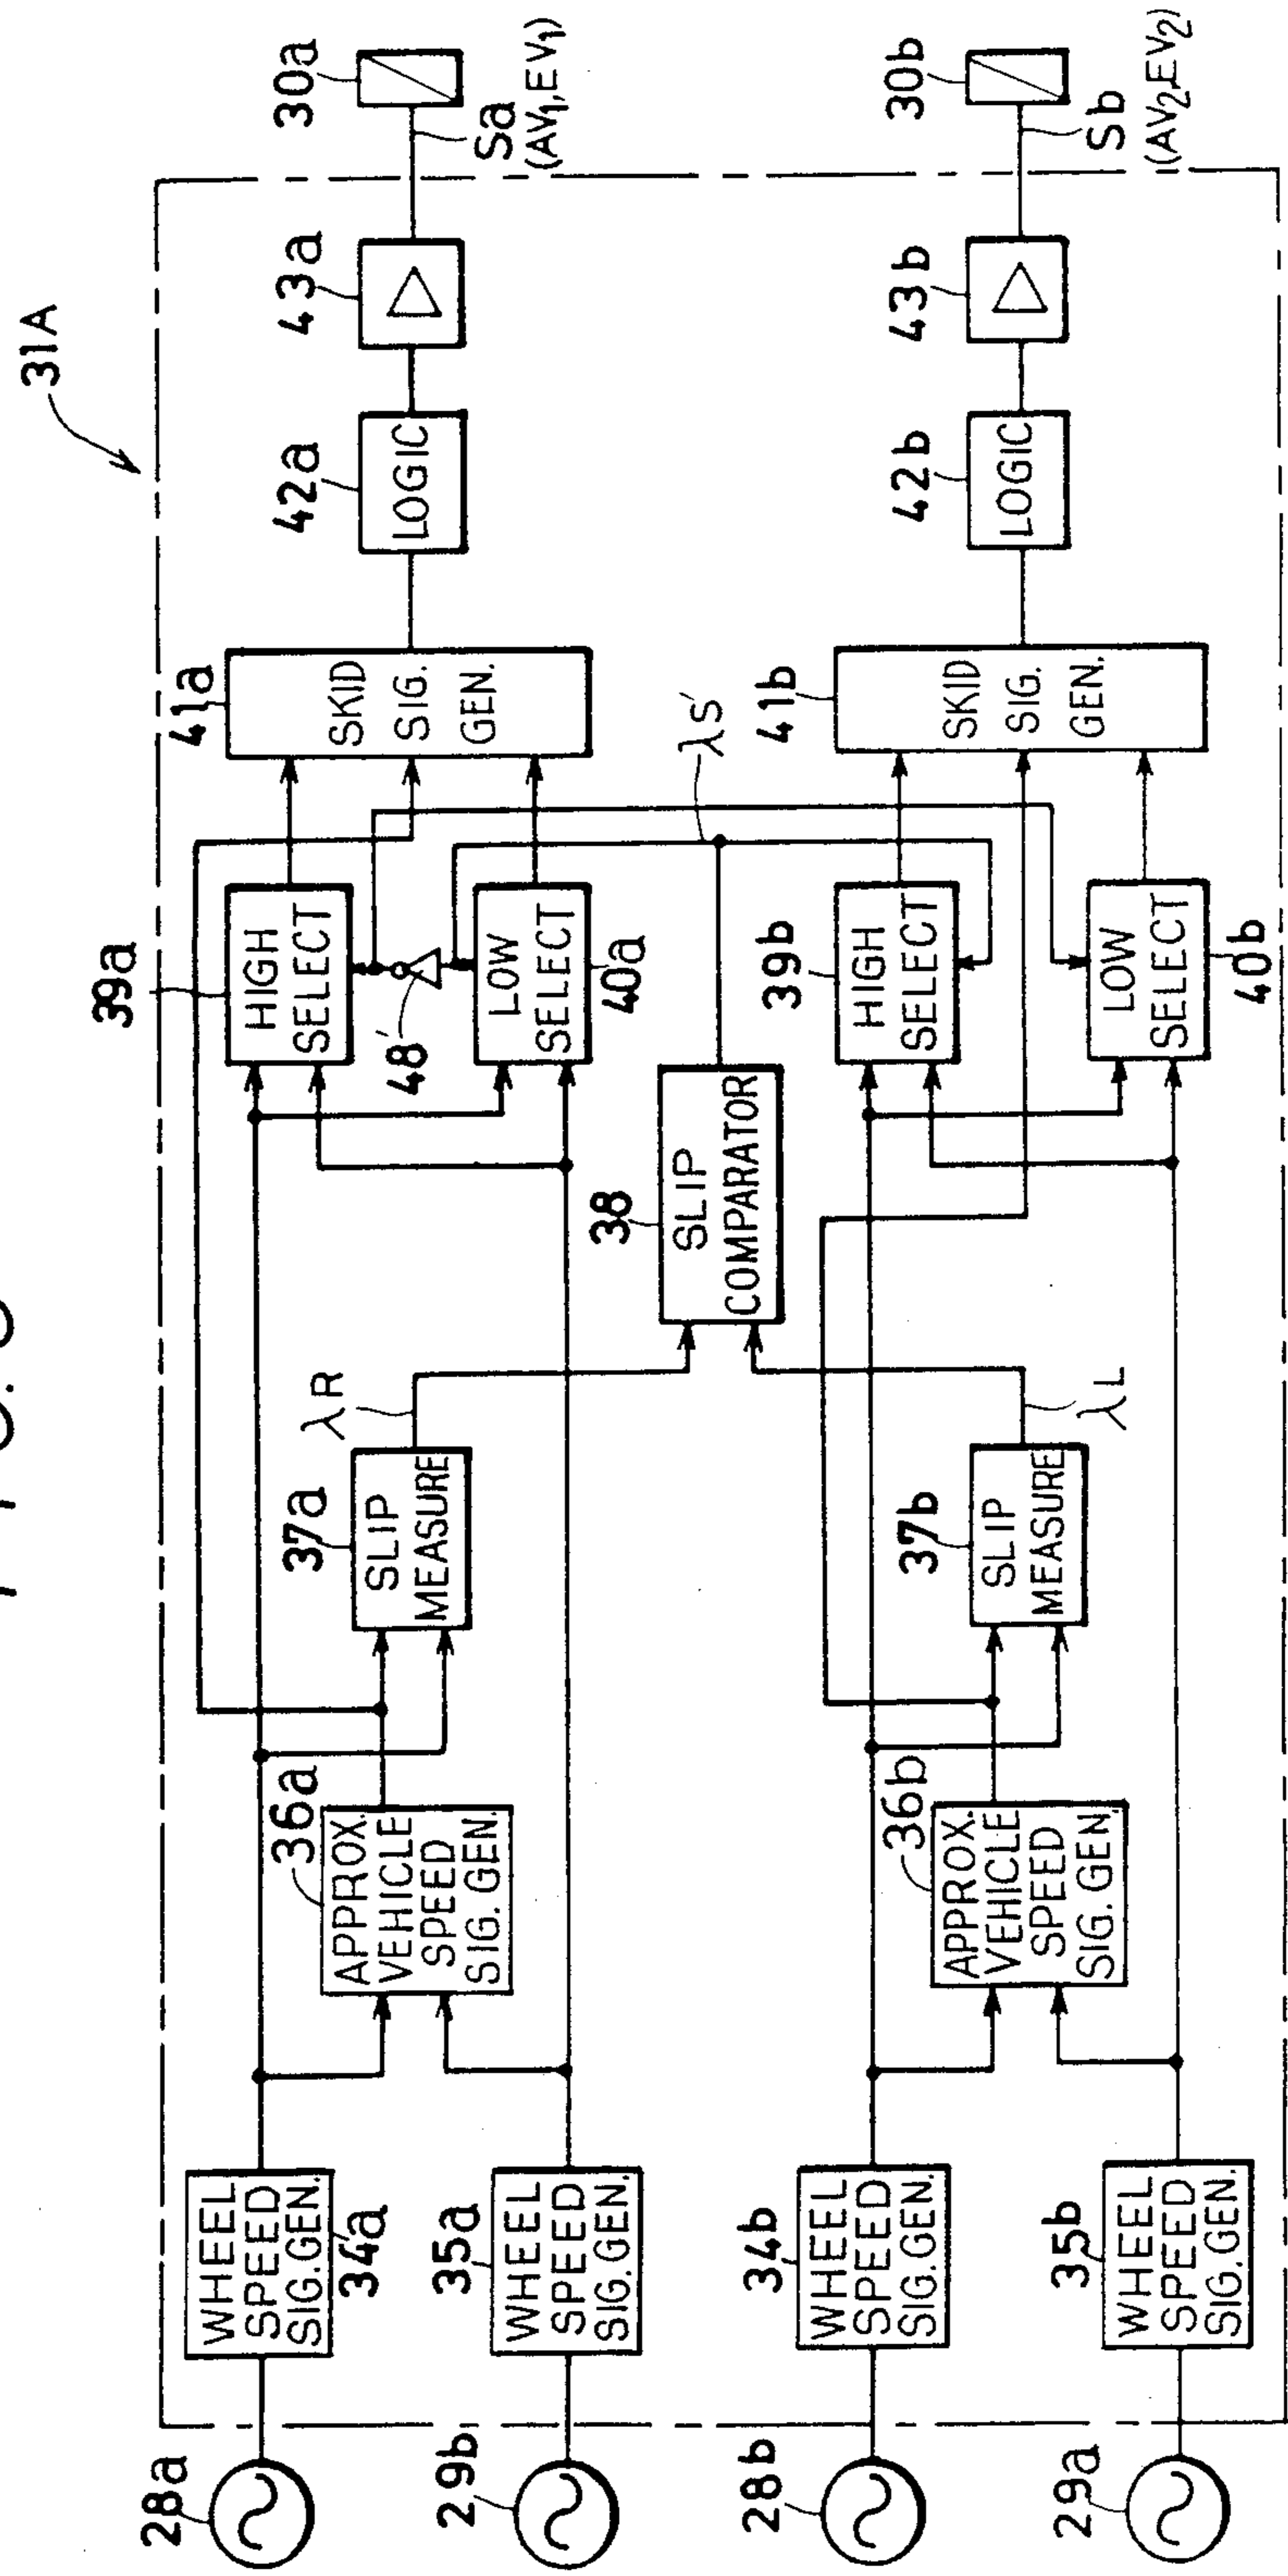 31A
28a
WHEEL
SPEED
SIG.GEN.
34a
36a
APPROX.
VEHICLE
SPEED
SIG. GEN.
37a
SLIP
MEASURE
λR
39a
HIGH
SELECT
48'
41a
SKID
SIG.
GEN.
42a
LOGIC
43a
30a
Sa
(AV1,EV1)
29b
35a
WHEEL
SPEED
SIG.GEN.
LOW
SELECT
40a
38
SLIP
COMPARATOR
λS'
28b
34b
WHEEL
SPEED
SIG.GEN.
36b
APPROX.
VEHICLE
SPEED
SIG. GEN.
37b
SLIP
MEASURE
λL
39b
HIGH
SELECT
41b
SKID
SIG.
GEN.
42b
LOGIC
43b
30b
Sb
(AV2,EV2)
29a
35b
WHEEL
SPEED
SIG.GEN.
LOW
SELECT
40b